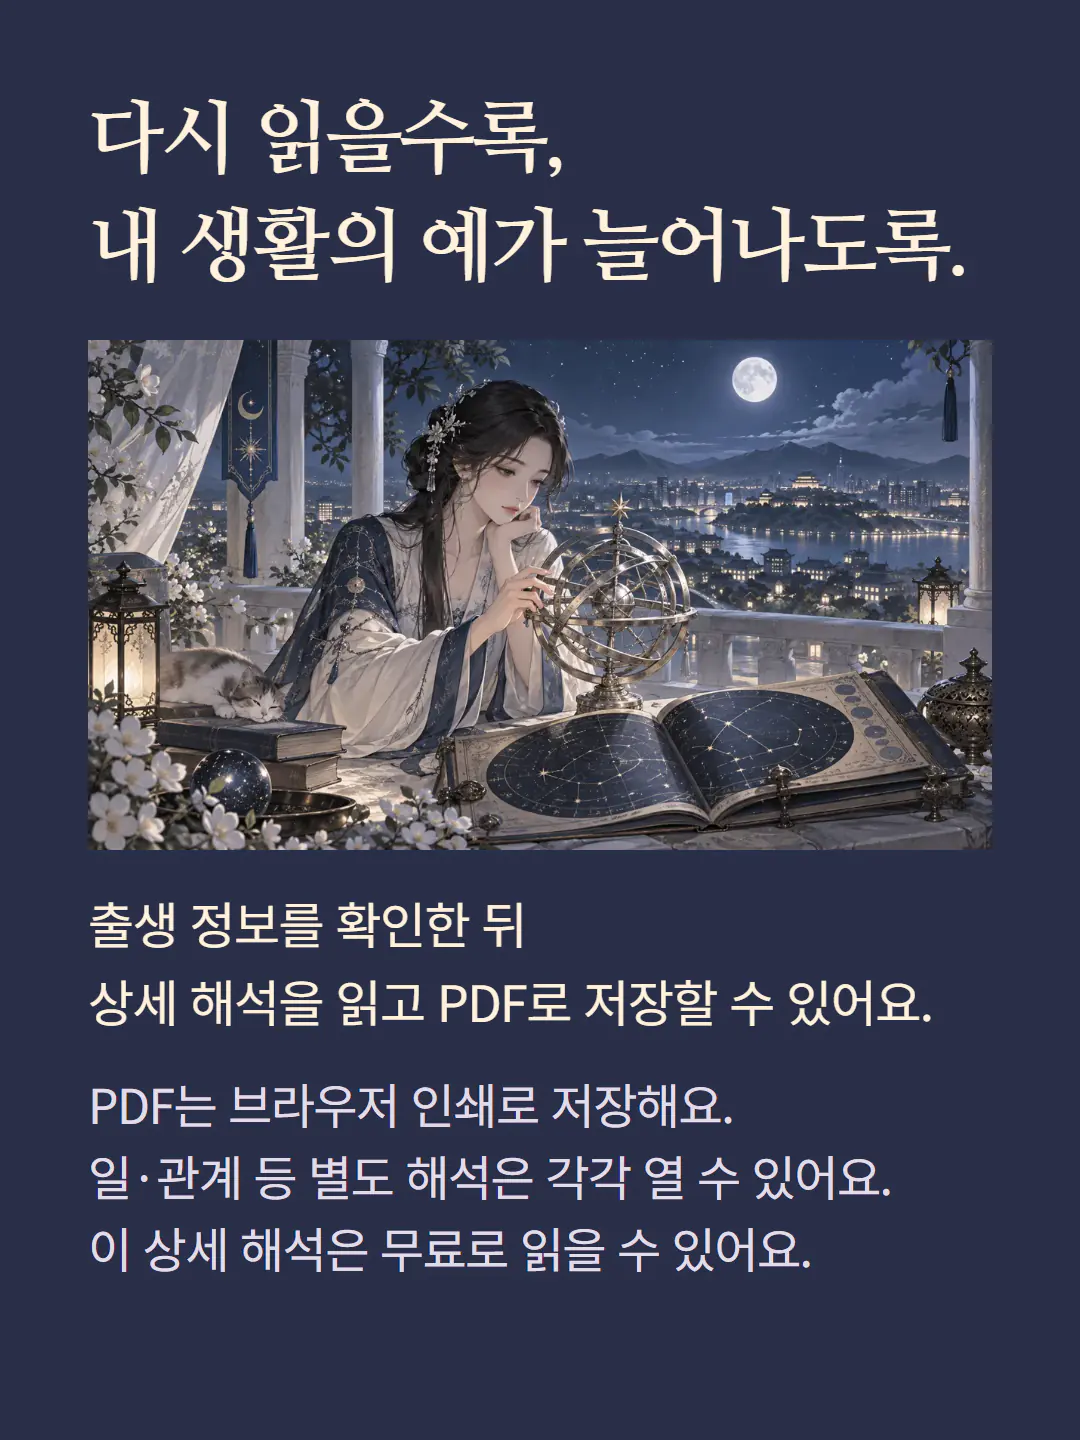 다시 읽을수록,
내 생활의 예가 늘어나도록.
출생 정보를 확인한 뒤
상세 해석을 읽고 PDF로 저장할 수 있어요.
PDF는 브라우저 인쇄로 저장해요.
일·관계 등 별도 해석은 각각 열 수 있어요.
이 상세 해석은 무료로 읽을 수 있어요.